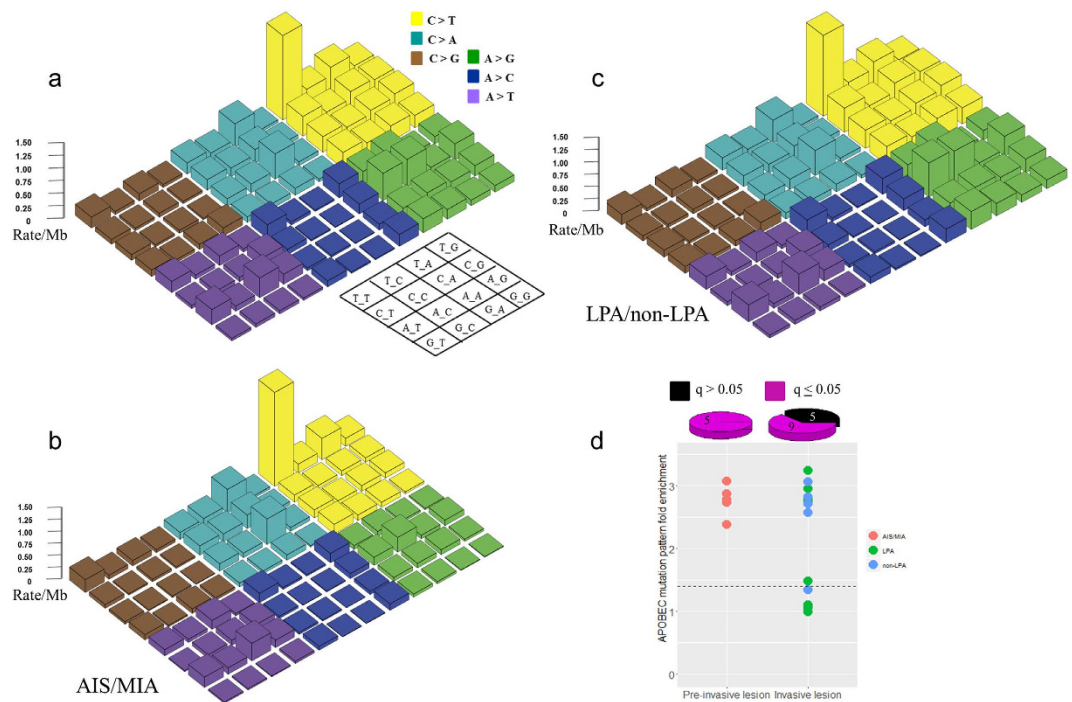 a
C > T
C > A
C > G
A > G
A > C
A > T
1.50
1.25
1.00
0.75
0.50
0.25
0
Rate/Mb
T_G
T_A C_G
T_C C_A A_G
T_T C_C A_A G_G
C_T A_C G_A
A_T G_C
G_T
c
1.50
1.25
1.00
0.75
0.50
0.25
0
Rate/Mb
LPA/non-LPA
b
1.50
1.25
1.00
0.75
0.50
0.25
0
Rate/Mb
AIS/MIA
d
q > 0.05
q ≤ 0.05
5
5
9
APOBEC mutation pattern fold enrichment
3
2
1
0
Pre-invasive lesion Invasive lesion
AIS/MIA
LPA
non-LPA